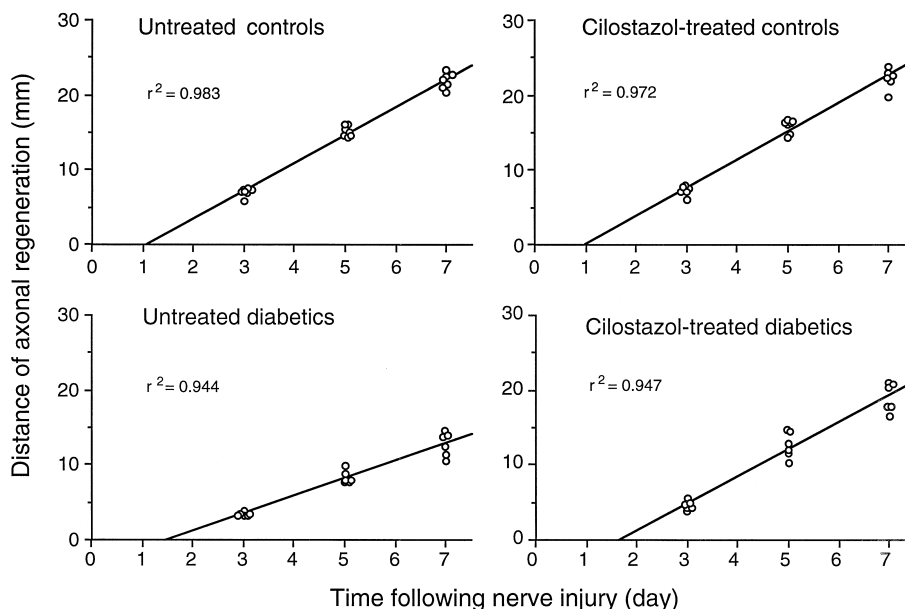 Untreated controls
Cilostazol-treated controls
r² = 0.983
r² = 0.972
30
20
10
0
0 1 2 3 4 5 6 7
30
20
10
0
0 1 2 3 4 5 6 7
Untreated diabetics
Cilostazol-treated diabetics
r² = 0.944
r² = 0.947
30
20
10
0
0 1 2 3 4 5 6 7
30
20
10
0
0 1 2 3 4 5 6 7
Distance of axonal regeneration (mm)
Time following nerve injury (day)